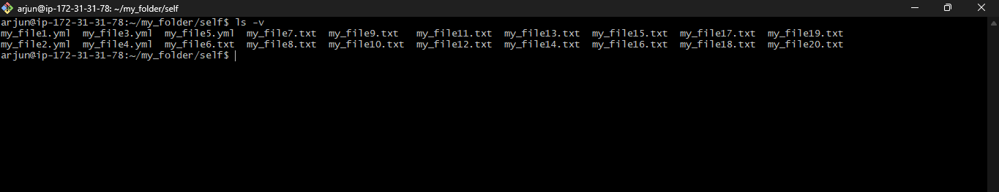 arjun@ip-172-31-31-78: ~/my_folder/self
arjun@ip-172-31-31-78:~/my_folder/self$ ls -v
my_file1.yml  my_file3.yml  my_file5.yml  my_file7.txt  my_file9.txt   my_file11.txt  my_file13.txt  my_file15.txt  my_file17.txt  my_file19.txt
my_file2.yml  my_file4.yml  my_file6.txt  my_file8.txt  my_file10.txt  my_file12.txt  my_file14.txt  my_file16.txt  my_file18.txt  my_file20.txt
arjun@ip-172-31-31-78:~/my_folder/self$